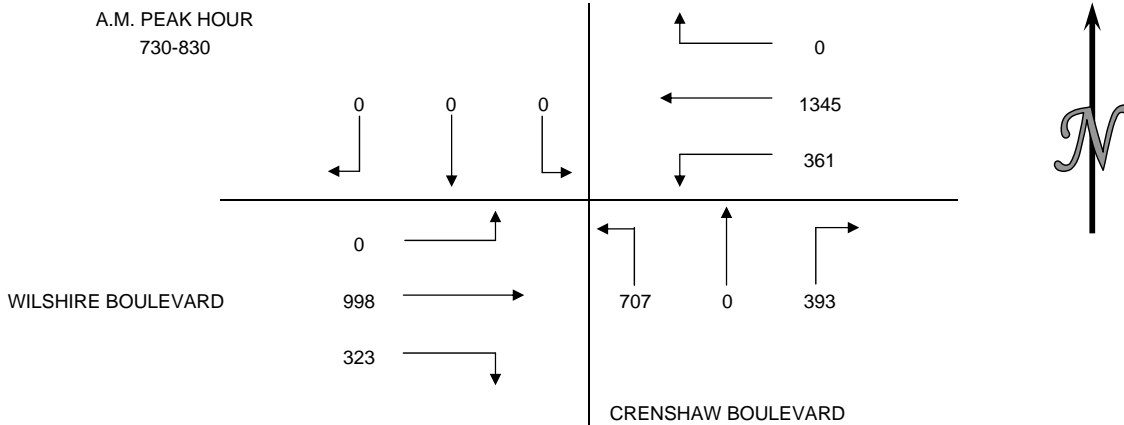 A.M. PEAK HOUR
730-830
0
0 0 0
1345
361
0
WILSHIRE BOULEVARD 998
707 0 393
323
CRENSHAW BOULEVARD
N